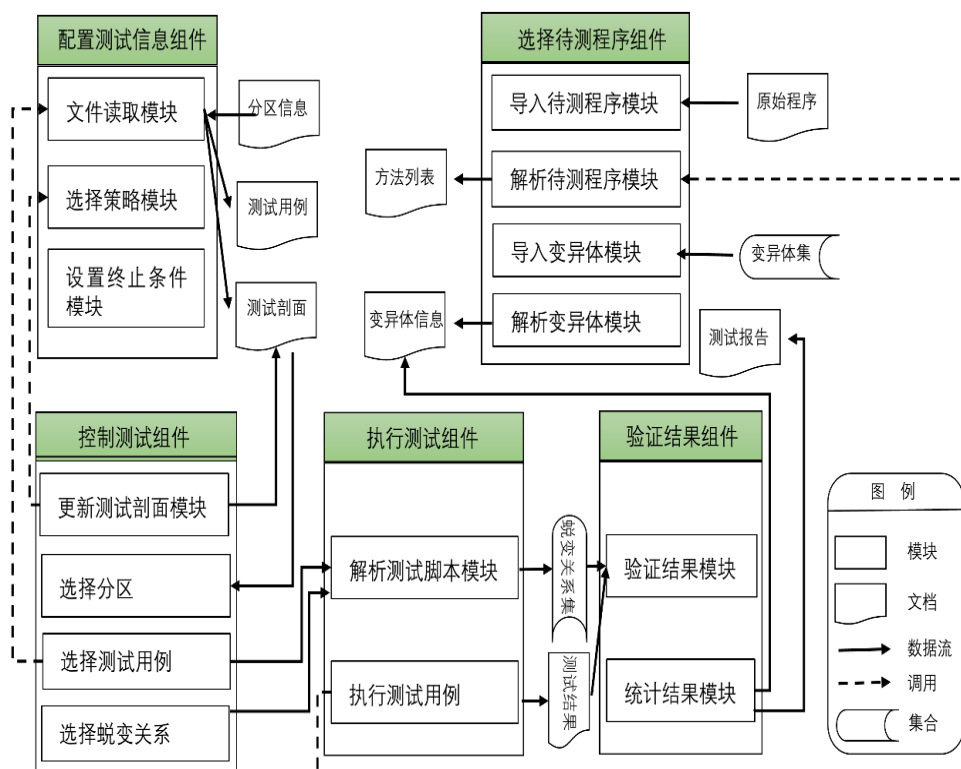 配置测试信息组件
文件读取模块
选择策略模块
设置终止条件
模块
分区信息
测试用例
测试剖面
选择待测程序组件
导入待测程序模块
解析待测程序模块
导入变异体模块
解析变异体模块
原始程序
方法列表
变异体集
变异体信息
测试报告
控制测试组件
更新测试剖面模块
选择分区
选择测试用例
选择蜕变关系
执行测试组件
解析测试脚本模块
执行测试用例
蜕变关系集
测试结果
验证结果组件
验证结果模块
统计结果模块
图 例
模块
文档
数据流
调用
集合